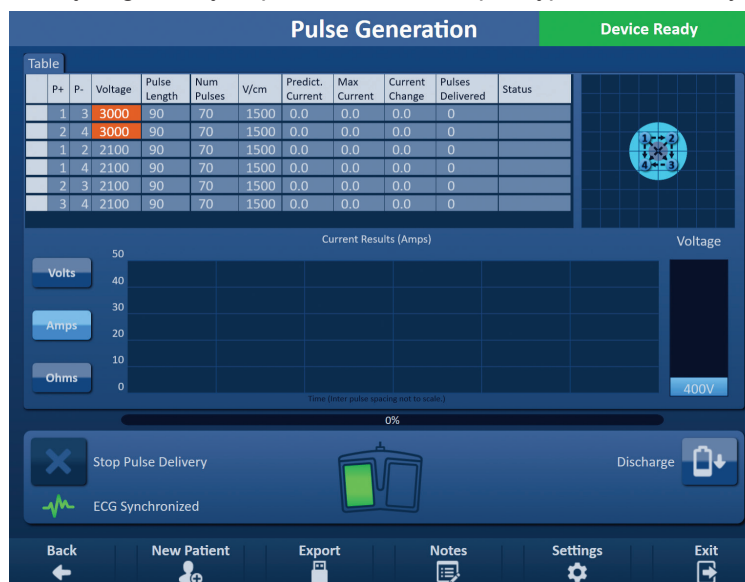 Pulse Generation
Device Ready
Table
P+ P- Voltage Pulse Length Num Pulses V/cm Predict. Current Max Current Current Change Pulses Delivered Status
1 3 3000 90 70 1500 0.0 0.0 0.0 0
2 4 3000 90 70 1500 0.0 0.0 0.0 0
1 2 2100 90 70 1500 0.0 0.0 0.0 0
1 4 2100 90 70 1500 0.0 0.0 0.0 0
2 3 2100 90 70 1500 0.0 0.0 0.0 0
3 4 2100 90 70 1500 0.0 0.0 0.0 0
1 2
4 3
Current Results (Amps)
Voltage
Volts
Amps
Ohms
50
40
30
20
10
0
Time (Inter pulse spacing not to scale.)
400V
0%
Stop Pulse Delivery
Discharge
ECG Synchronized
Back New Patient Export Notes Settings Exit